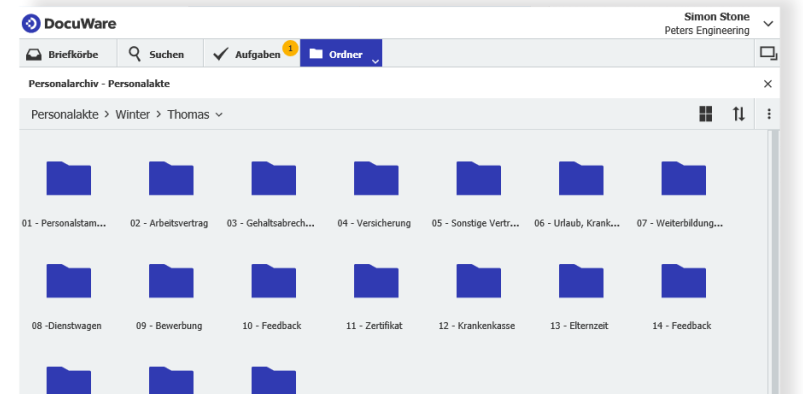 DocuWare
Simon Stone
Peters Engineering
Briefkörbe Suchen Aufgaben 1 Ordner
Personalarchiv - Personalakte
Personalakte > Winter > Thomas
01 - Personalstam... 02 - Arbeitsvertrag 03 - Gehaltsabrech... 04 - Versicherung 05 - Sonstige Vertr... 06 - Urlaub, Krank... 07 - Weiterbildung...
08 -Dienstwagen 09 - Bewerbung 10 - Feedback 11 - Zertifikat 12 - Krankenkasse 13 - Elternzeit 14 - Feedback